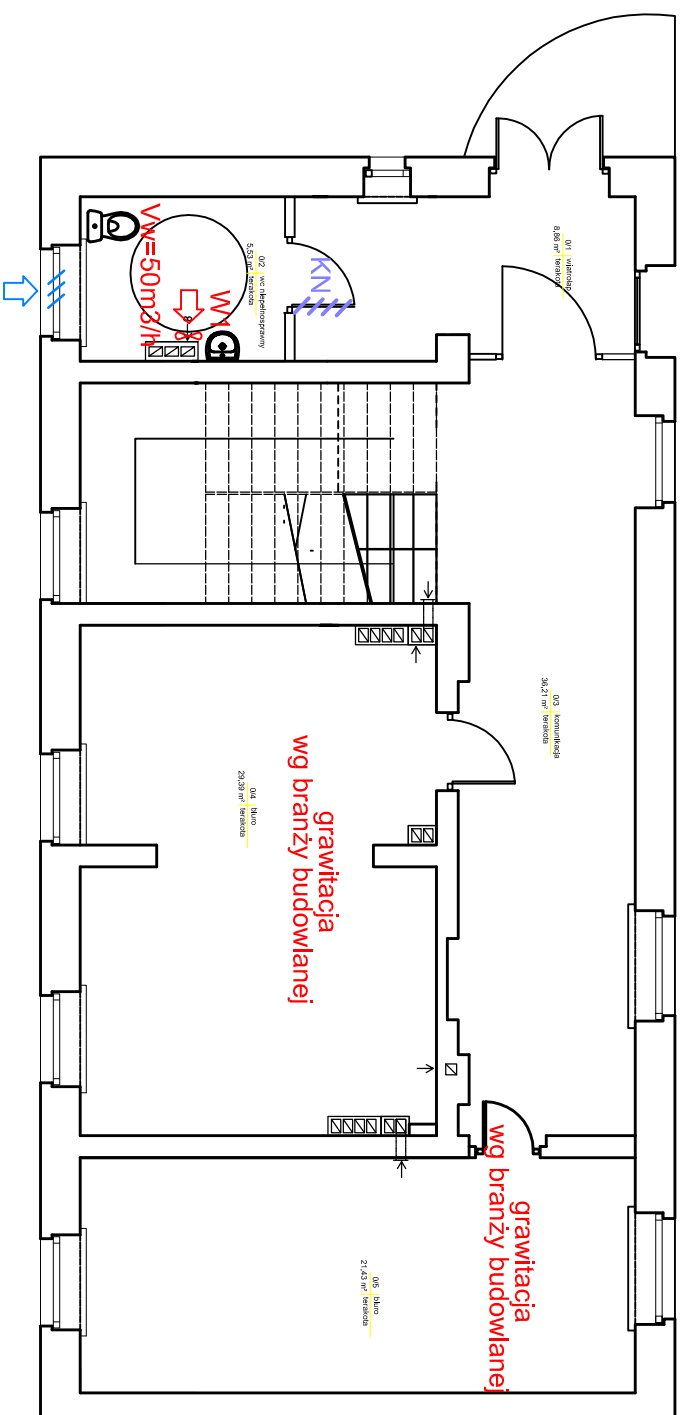 0/1 wiatrołap
8,86 m² terakota
0/2 wc niepełnosprawny
5,53 m² terakota
KN
Vw=50m3/h
W1
0/3 komunikacja
36,21 m² terakota
0/4 biuro
29,39 m² terakota
grawitacja
wg branży budowlanej
0/5 biuro
21,43 m² terakota
grawitacja
wg branży budowlanej